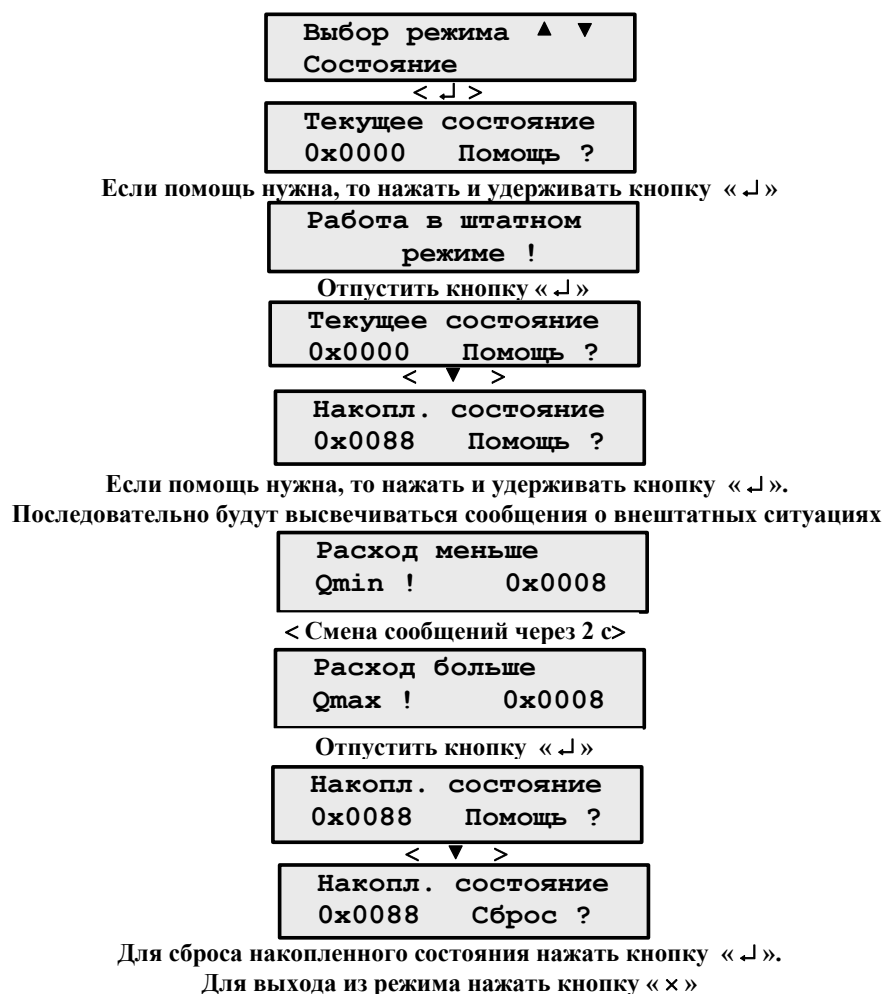 Выбор режима ▲ ▼
Состояние
< ↵ >
Текущее состояние
0x0000 Помощь ?
Если помощь нужна, то нажать и удерживать кнопку « ↵ »
Работа в штатном
режиме !
Отпустить кнопку « ↵ »
Текущее состояние
0x0000 Помощь ?
< ▼ >
Накопл. состояние
0x0088 Помощь ?
Если помощь нужна, то нажать и удерживать кнопку « ↵ ».
Последовательно будут высвечиваться сообщения о внештатных ситуациях
Расход меньше
Qmin ! 0x0008
< Смена сообщений через 2 с>
Расход больше
Qmax ! 0x0008
Отпустить кнопку « ↵ »
Накопл. состояние
0x0088 Помощь ?
< ▼ >
Накопл. состояние
0x0088 Сброс ?
Для сброса накопленного состояния нажать кнопку « ↵ ».
Для выхода из режима нажать кнопку « × »